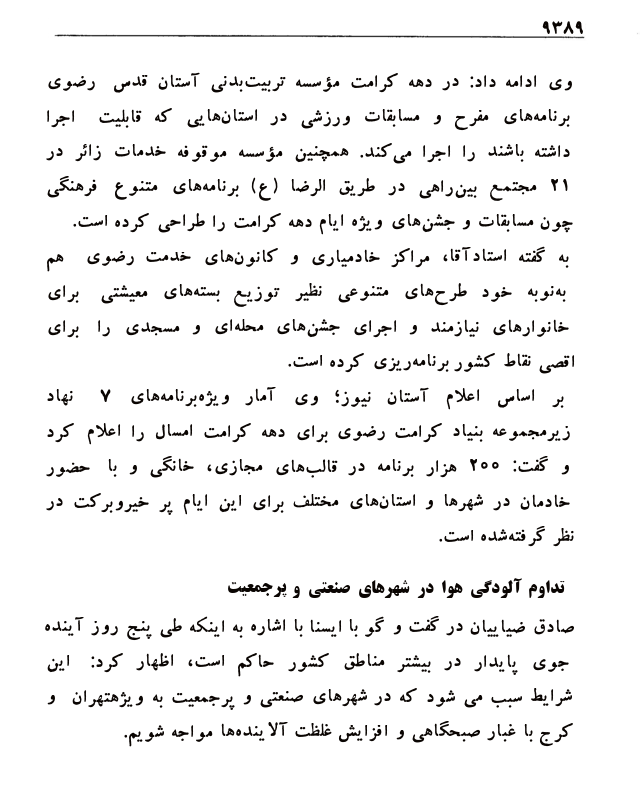 ۹۳۸۹
وی ادامه داد: در دهه کرامت مؤسسه تربیت‌بدنی آستان قدس رضوی
برنامه‌های مفرح و مسابقات ورزشی در استان‌هایی که قابلیت اجرا
داشته باشند را اجرا می‌کند. همچنین مؤسسه موقوفه خدمات زائر در
۲۱ مجتمع بین‌راهی در طریق الرضا (ع) برنامه‌های متنوع فرهنگی
چون مسابقات و جشن‌های ویژه ایام دهه کرامت را طراحی کرده است.
به گفته استادآقا، مراکز خادمیاری و کانون‌های خدمت رضوی هم
به‌نوبه خود طرح‌های متنوعی نظیر توزیع بسته‌های معیشتی برای
خانوارهای نیازمند و اجرای جشن‌های محله‌ای و مسجدی را برای
اقصی نقاط کشور برنامه‌ریزی کرده است.
بر اساس اعلام آستان نیوز؛ وی آمار ویژه‌برنامه‌های ۷ نهاد
زیرمجموعه بنیاد کرامت رضوی برای دهه کرامت امسال را اعلام کرد
و گفت: ۲۰۰ هزار برنامه در قالب‌های مجازی، خانگی و با حضور
خادمان در شهرها و استان‌های مختلف برای این ایام پر خیروبرکت در
نظر گرفته‌شده است.
تداوم آلودگی هوا در شهرهای صنعتی و پرجمعیت
صادق ضیاییان در گفت و گو با ایسنا با اشاره به اینکه طی پنج روز آینده
جوی پایدار در بیشتر مناطق کشور حاکم است، اظهار کرد: این
شرایط سبب می شود که در شهرهای صنعتی و پرجمعیت به ویژهتهران و
کرج با غبار صبحگاهی و افزایش غلظت آلاینده‌ها مواجه شویم.